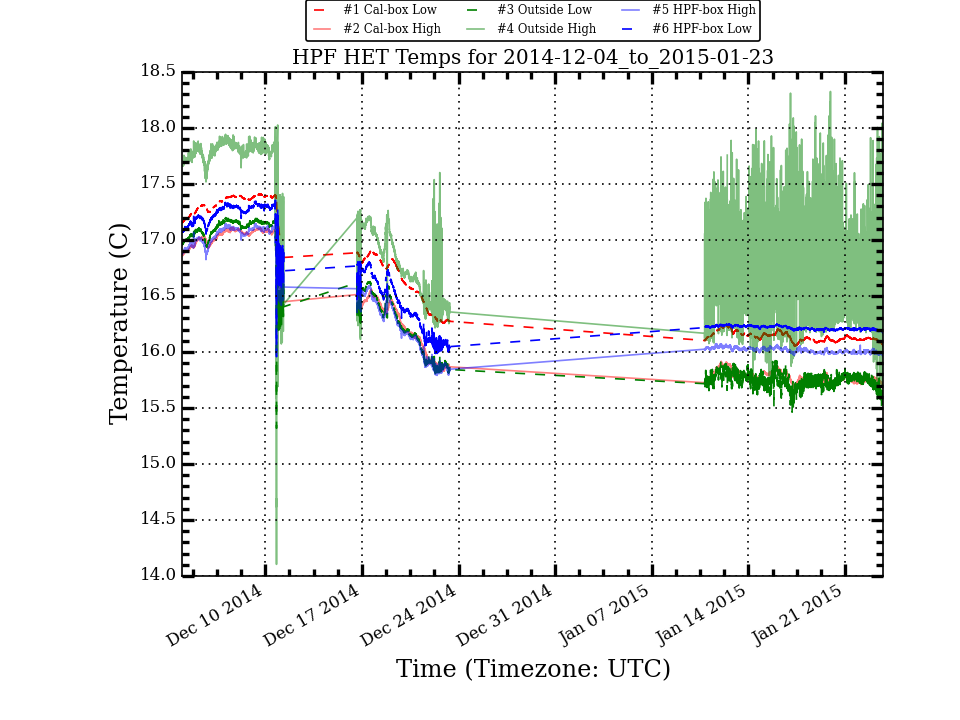 #1 Cal-box Low #3 Outside Low #5 HPF-box High
#2 Cal-box High #4 Outside High #6 HPF-box Low
HPF HET Temps for 2014-12-04_to_2015-01-23
18.5
18.0
17.5
17.0
16.5
16.0
15.5
15.0
14.5
14.0
Temperature (C)
Dec 10 2014 Dec 17 2014 Dec 24 2014 Dec 31 2014 Jan 07 2015 Jan 14 2015 Jan 21 2015
Time (Timezone: UTC)